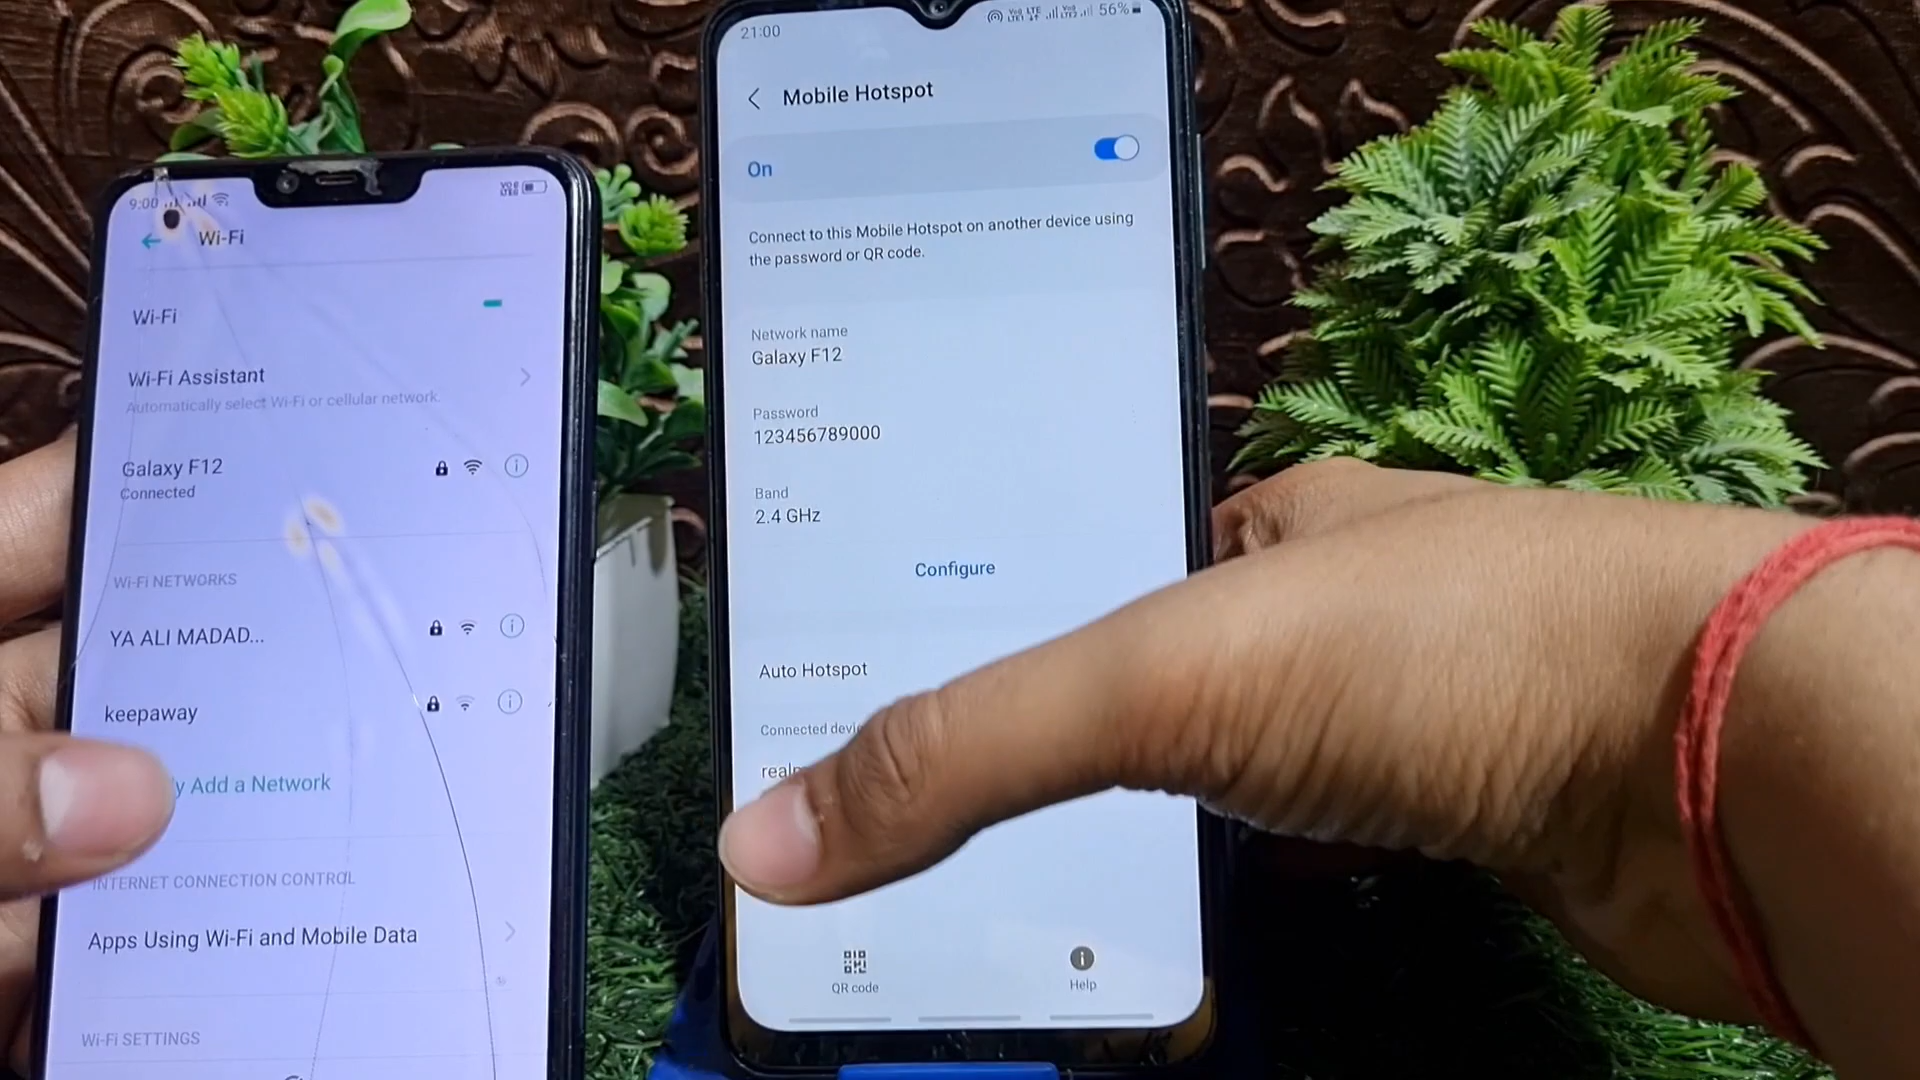 9:00
Wi-Fi
Wi-Fi
Wi-Fi Assistant
Automatically select Wi-Fi or cellular network.
Galaxy F12
Connected
Wi-Fi NETWORKS
YA ALI MADAD...
keepaway
y Add a Network
INTERNET CONNECTION CONTROL
Apps Using Wi-Fi and Mobile Data
Wi-Fi SETTINGS
21:00
56%
Mobile Hotspot
On
Connect to this Mobile Hotspot on another device using
the password or QR code.
Network name
Galaxy F12
Password
123456789000
Band
2.4 GHz
Configure
Auto Hotspot
Connected devi
realm
QR code
Help